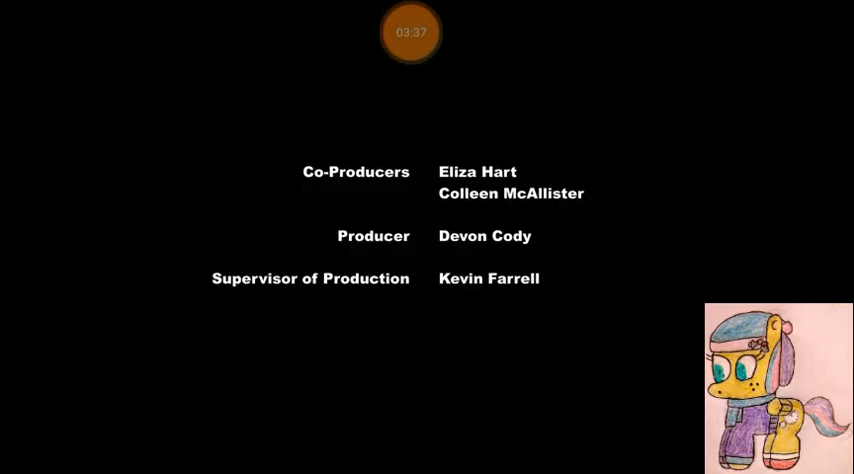 03:37
Co-Producers Eliza Hart
Colleen McAllister
Producer Devon Cody
Supervisor of Production Kevin Farrell